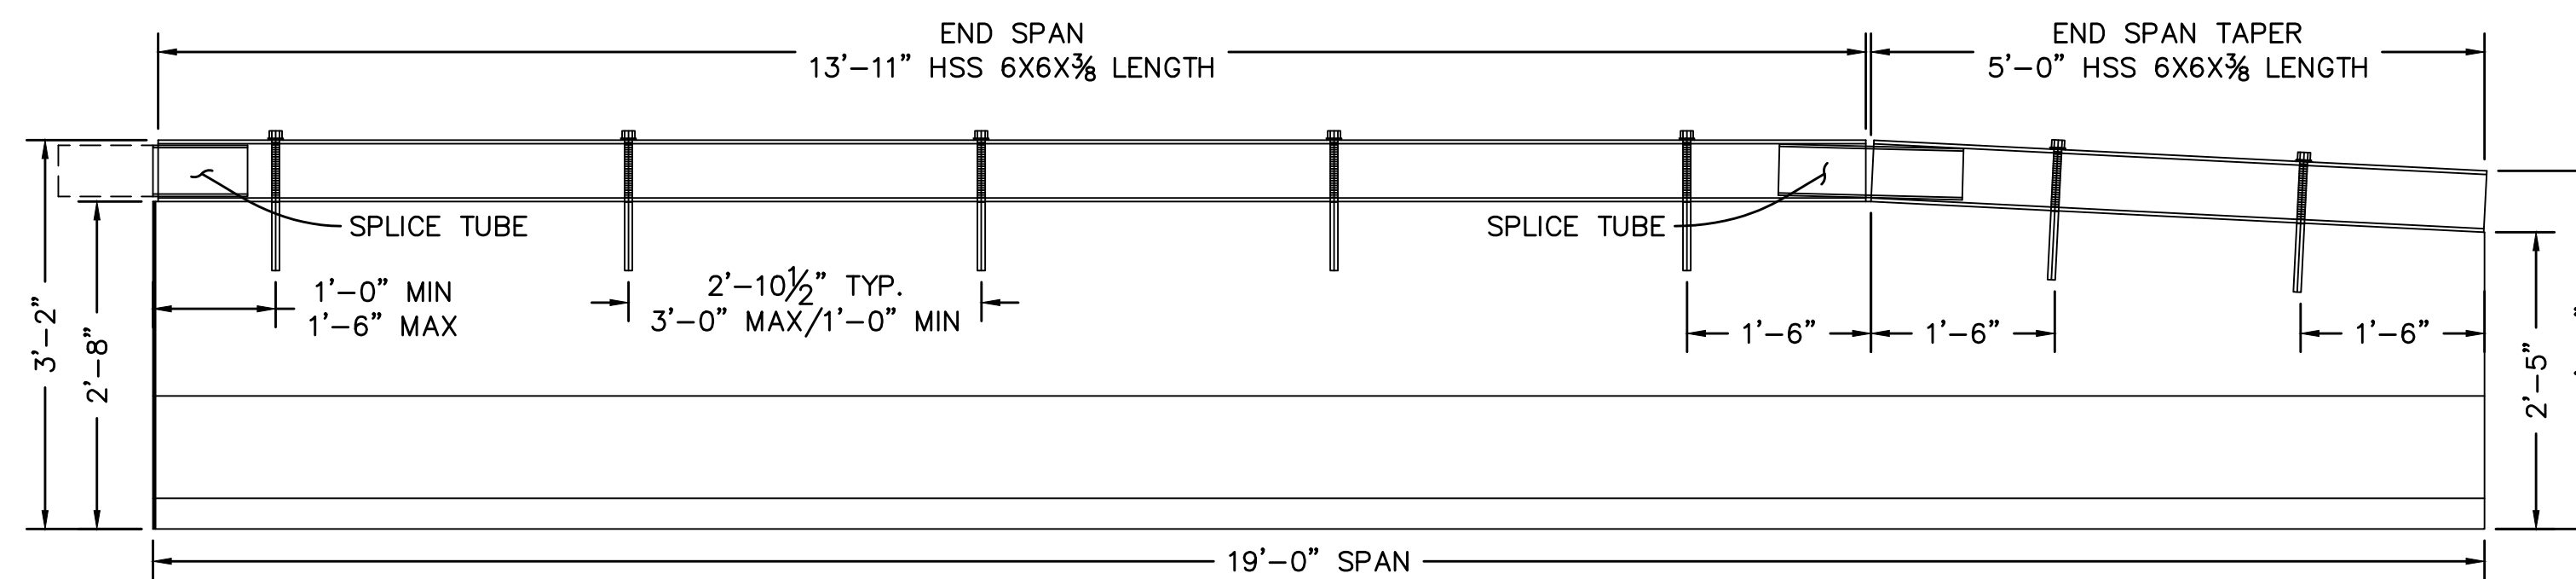 END SPAN
13'-11" HSS 6X6X⅜ LENGTH
END SPAN TAPER
5'-0" HSS 6X6X⅜ LENGTH
SPLICE TUBE
SPLICE TUBE
1'-0" MIN
1'-6" MAX
2'-10½" TYP.
3'-0" MAX/1'-0" MIN
1'-6"
1'-6"
1'-6"
3'-2"
2'-8"
2'-5"
19'-0" SPAN